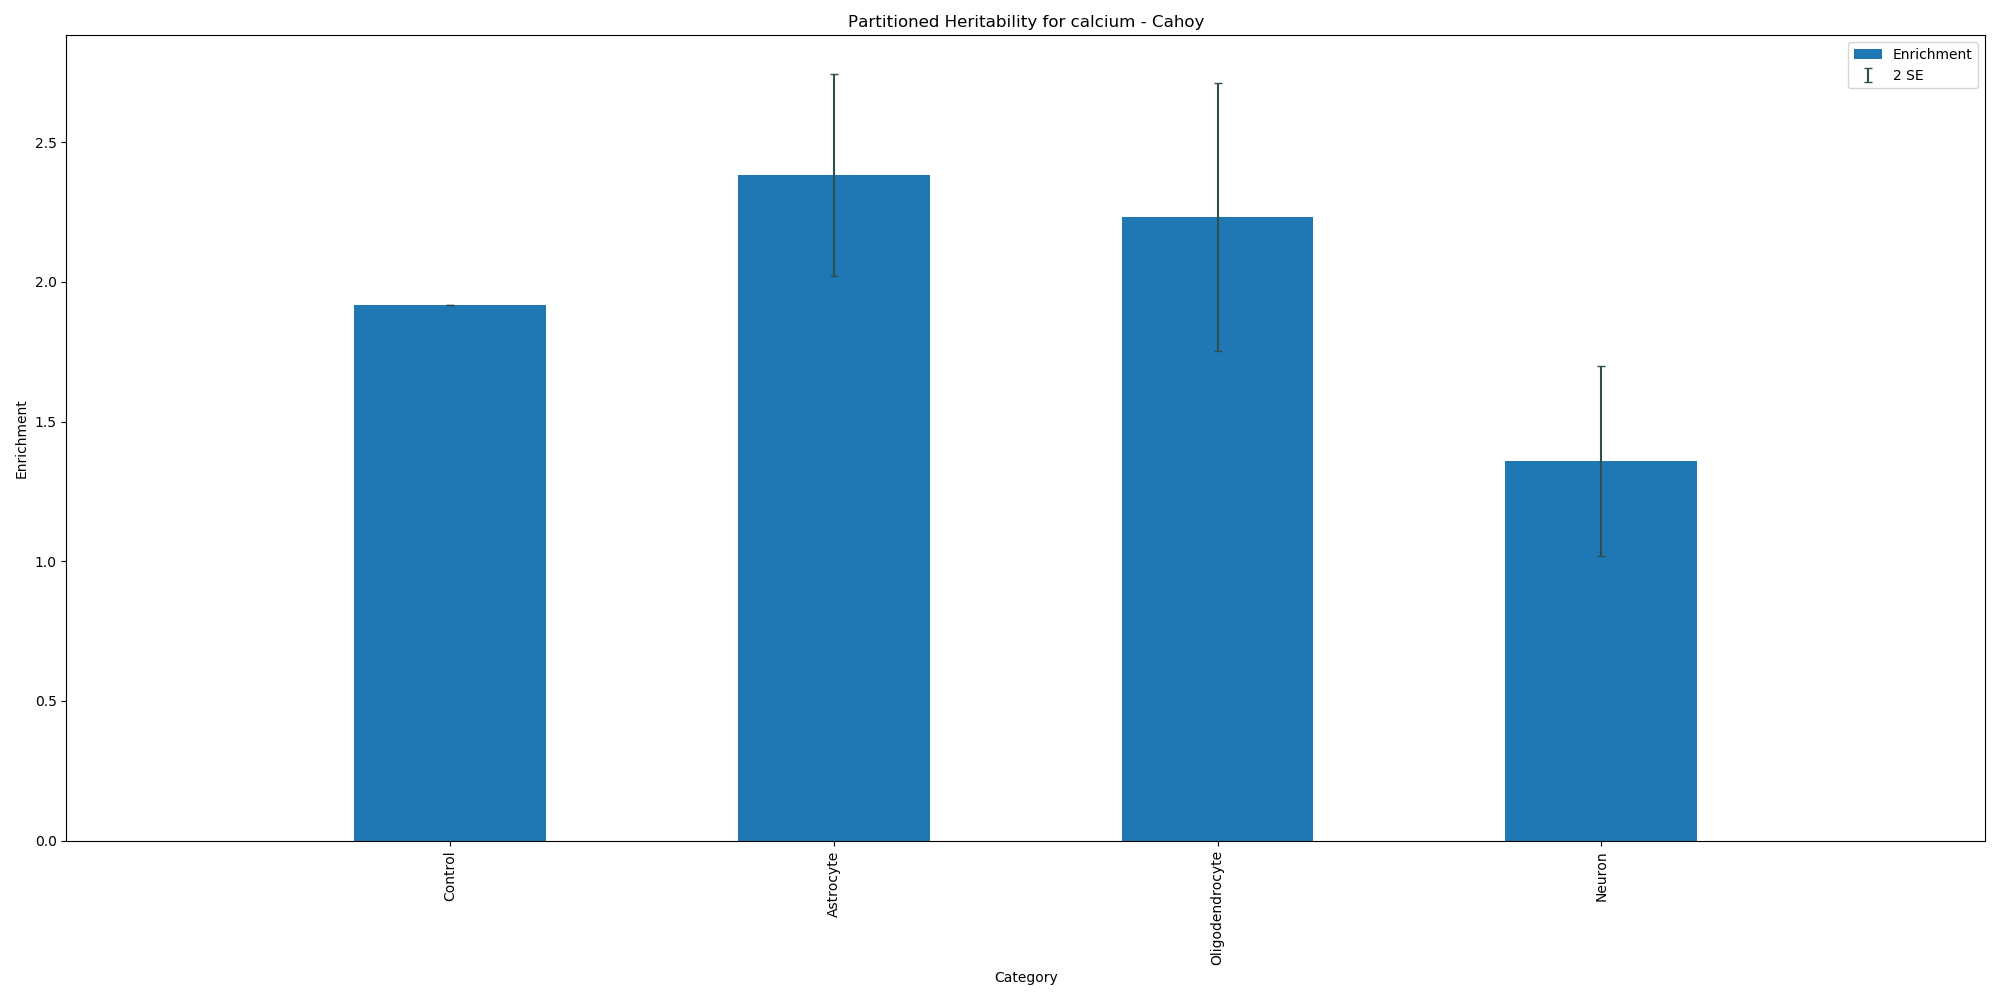 Partitioned Heritability for calcium - Cahoy
Enrichment
2 SE
2.5
2.0
1.5
1.0
0.5
0.0
Enrichment
Control
Astrocyte
Oligodendrocyte
Neuron
Category